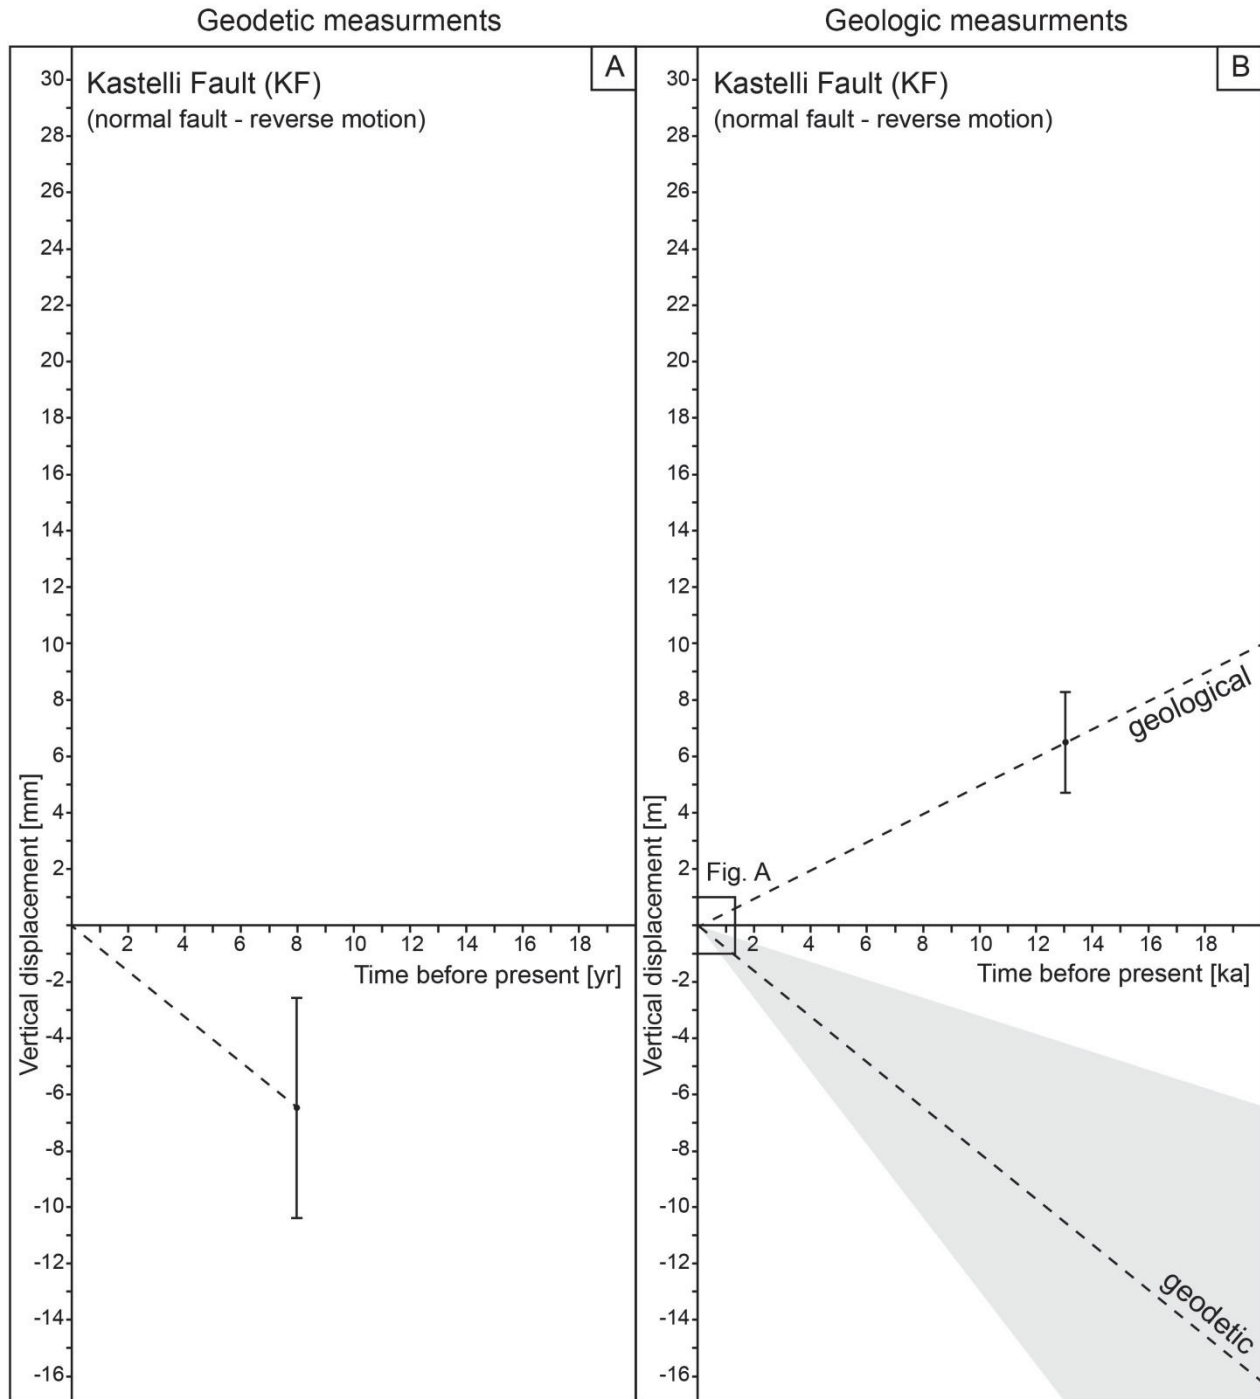 Geodetic measurments
Geologic measurments
A
Kastelli Fault (KF)
(normal fault - reverse motion)
30
28
26
24
22
20
18
16
14
12
10
8
6
4
2
-2
-4
-6
-8
-10
-12
-14
-16
Vertical displacement [mm]
2 4 6 8 10 12 14 16 18
Time before present [yr]
B
Kastelli Fault (KF)
(normal fault - reverse motion)
30
28
26
24
22
20
18
16
14
12
10
8
6
4
2
-2
-4
-6
-8
-10
-12
-14
-16
Vertical displacement [m]
geological
Fig. A
2 4 6 8 10 12 14 16 18
Time before present [ka]
geodetic